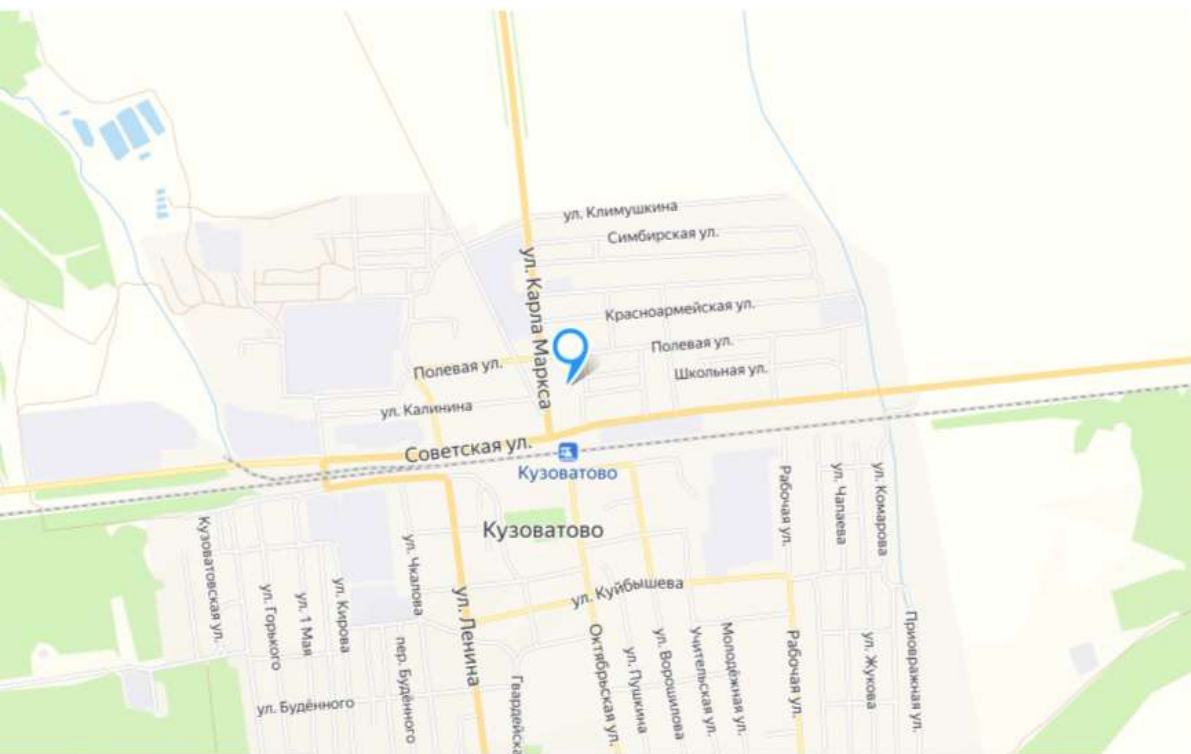 ул. Климушкина
Симбирская ул.
ул. Карла Маркса
Красноармейская ул.
Полевая ул.
Полевая ул.
Школьная ул.
ул. Калинина
Советская ул.
Кузоватово
Кузоватово
Рабочая ул.
ул. Чапаева
ул. Комарова
Кузоватовская ул.
ул. Горького
ул. 1 Мая
ул. Кирова
ул. Чкалова
ул. Ленина
ул. Куйбышева
пер. Будённого
ул. Будённого
Гвардейска
Октябрьская ул.
ул. Пушкина
ул. Ворошилова
Учительская ул.
Молодёжная ул.
Рабочая ул.
ул. Жукова
Приовражная ул.